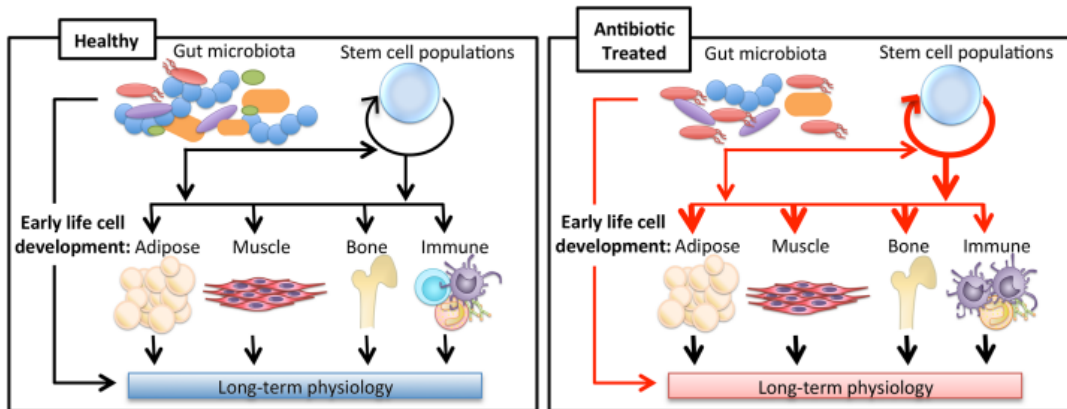 Healthy
Gut microbiota
Stem cell populations
Early life cell
development:
Adipose
Muscle
Bone
Immune
Long-term physiology
Antibiotic
Treated
Gut microbiota
Stem cell populations
Early life cell
development:
Adipose
Muscle
Bone
Immune
Long-term physiology